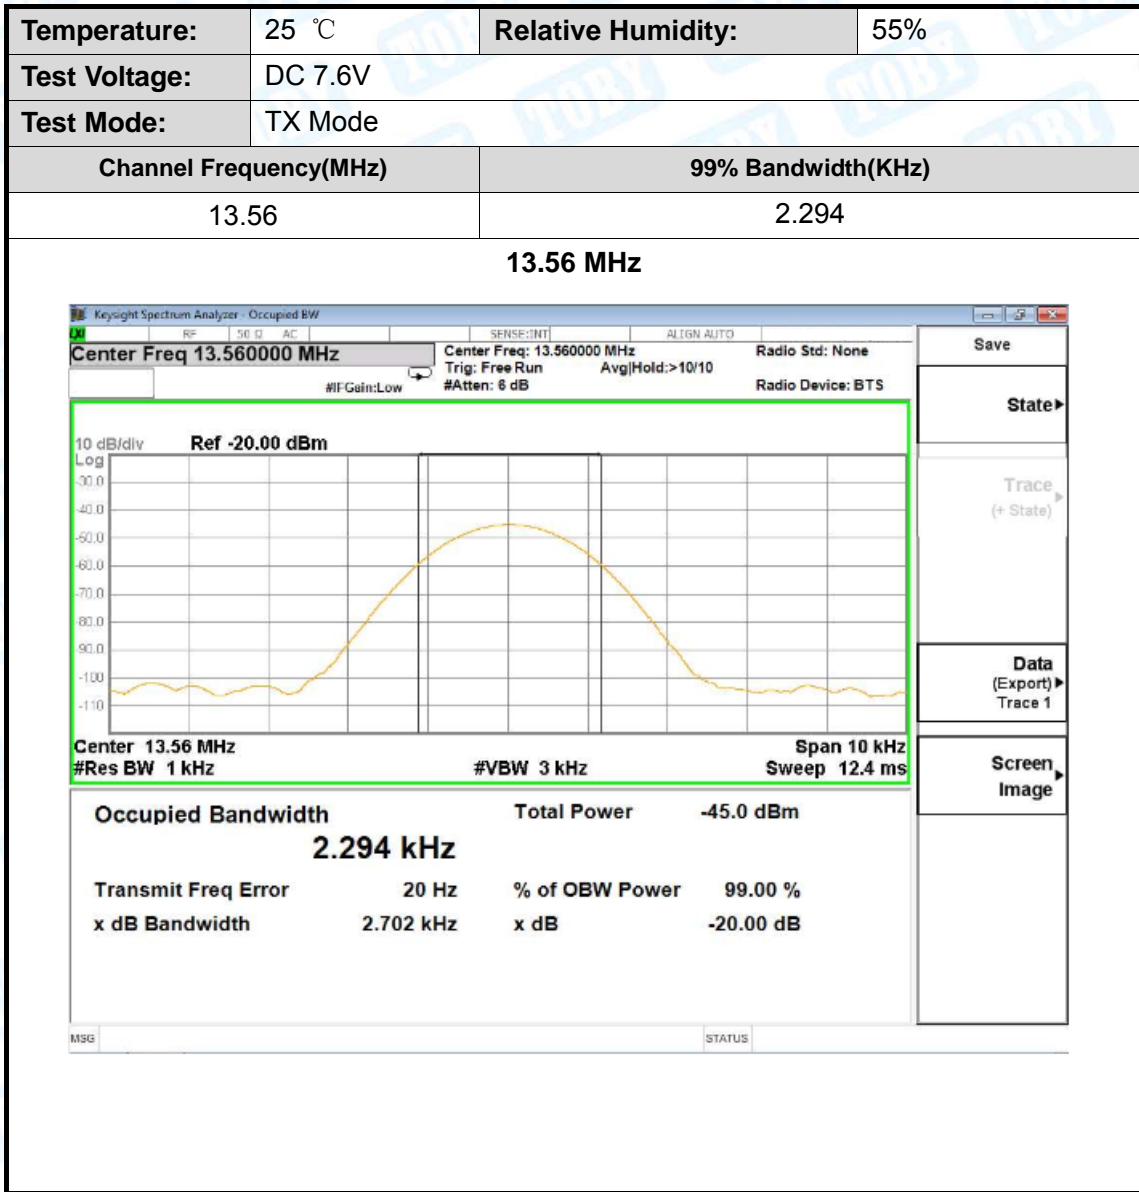 Temperature: 25 ℃ Relative Humidity: 55%
Test Voltage: DC 7.6V
Test Mode: TX Mode
Channel Frequency(MHz) 99% Bandwidth(KHz)
13.56 2.294
13.56 MHz
Keysight Spectrum Analyzer - Occupied BW
LXI RF 50 Ω AC SENSE:INT ALIGN AUTO
Center Freq 13.560000 MHz
Center Freq: 13.560000 MHz Radio Std: None
Trig: Free Run Avg|Hold:>10/10
#IFGain:Low #Atten: 6 dB Radio Device: BTS
10 dB/div Ref -20.00 dBm
Log
-30.0
-40.0
-50.0
-60.0
-70.0
-80.0
-90.0
-100
-110
Center 13.56 MHz Span 10 kHz
#Res BW 1 kHz #VBW 3 kHz Sweep 12.4 ms
Occupied Bandwidth Total Power -45.0 dBm
2.294 kHz
Transmit Freq Error 20 Hz % of OBW Power 99.00 %
x dB Bandwidth 2.702 kHz x dB -20.00 dB
MSG STATUS
Save
State
Trace
(+ State)
Data
(Export)
Trace 1
Screen
Image
TOBY
TOBY
TOBY
TOBY
TOBY